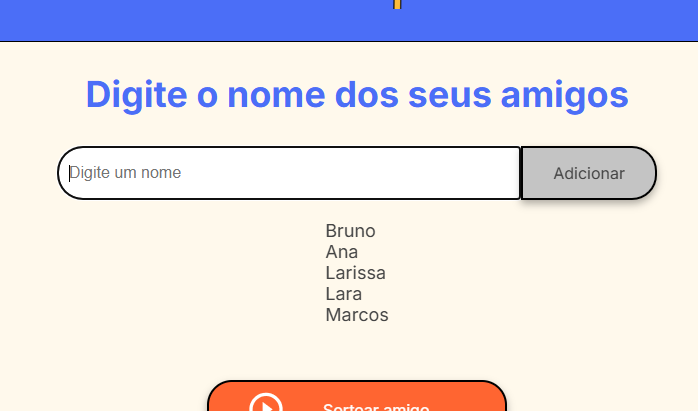 Digite o nome dos seus amigos
Digite um nome
Adicionar
Bruno
Ana
Larissa
Lara
Marcos
Sortear amigo